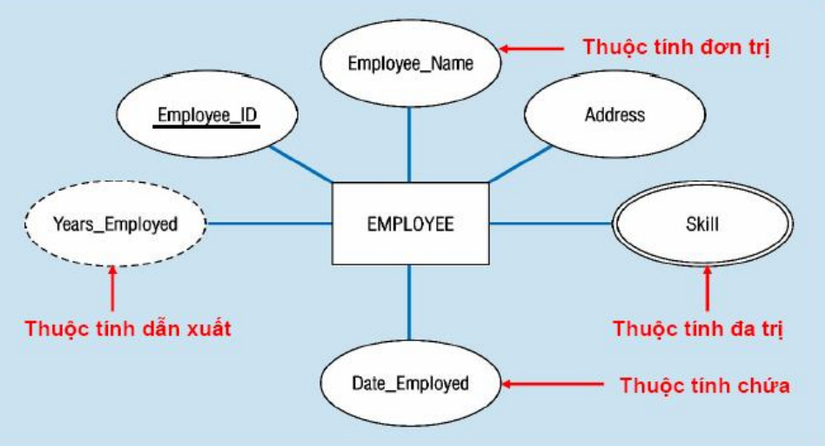 Employee_Name
Thuộc tính đơn trị
Employee_ID
Address
Years_Employed
EMPLOYEE
Skill
Thuộc tính dẫn xuất
Thuộc tính đa trị
Date_Employed
Thuộc tính chứa